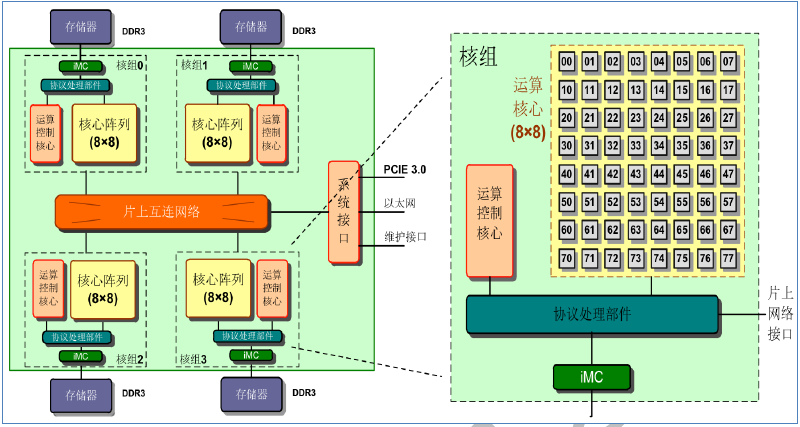 存储器
DDR3
存储器
DDR3
iMC
核组0
核组1
iMC
协议处理部件
协议处理部件
运算
控制
核心
核心阵列
(8×8)
核心阵列
(8×8)
运算
控制
核心
片上互连网络
系统接口
PCIE 3.0
以太网
维护接口
运算
控制
核心
核心阵列
(8×8)
核心阵列
(8×8)
运算
控制
核心
协议处理部件
协议处理部件
iMC
核组2
核组3
iMC
存储器
DDR3
存储器
DDR3
核组
运算
核心
(8×8)
00 01 02 03 04 05 06 07
10 11 12 13 14 15 16 17
20 21 22 23 24 25 26 27
30 31 32 33 34 35 36 37
40 41 42 43 44 45 46 47
50 51 52 53 54 55 56 57
60 61 62 63 64 65 66 67
70 71 72 73 74 75 76 77
运算
控制
核心
协议处理部件
片上
网络
接口
iMC